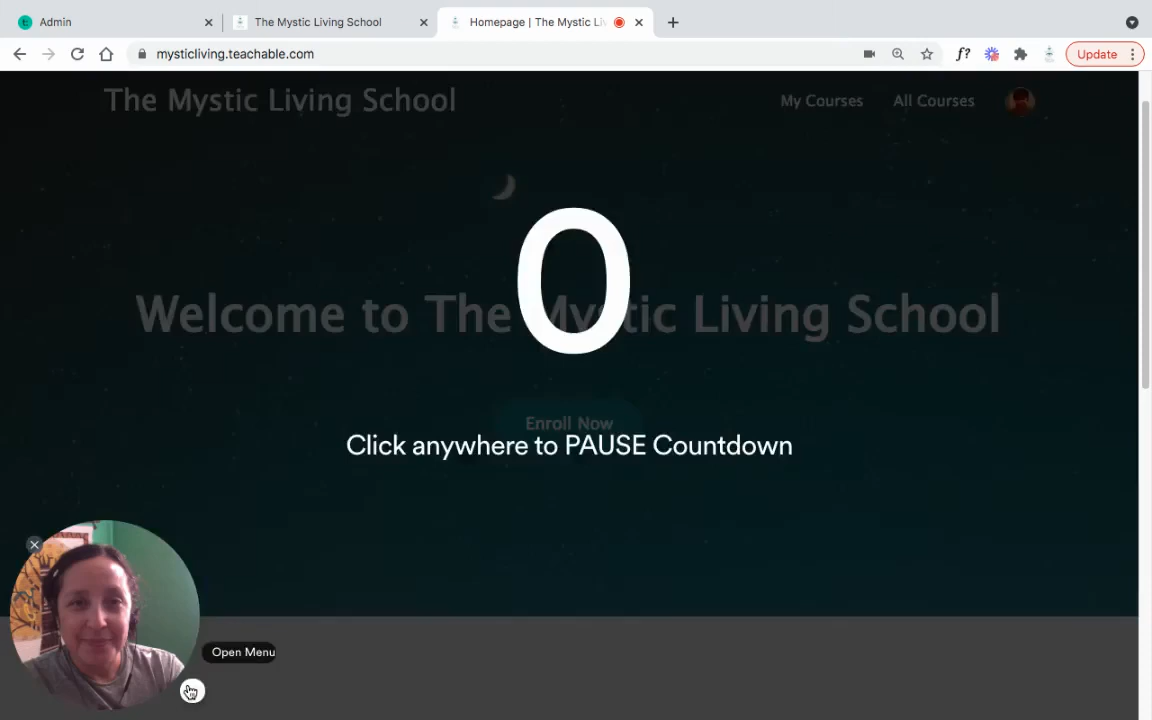 Admin
The Mystic Living School
Homepage | The Mystic Liv
mysticliving.teachable.com
f?
Update
The Mystic Living School
My Courses
All Courses
0
Welcome to The Mystic Living School
Enroll Now
Click anywhere to PAUSE Countdown
Open Menu